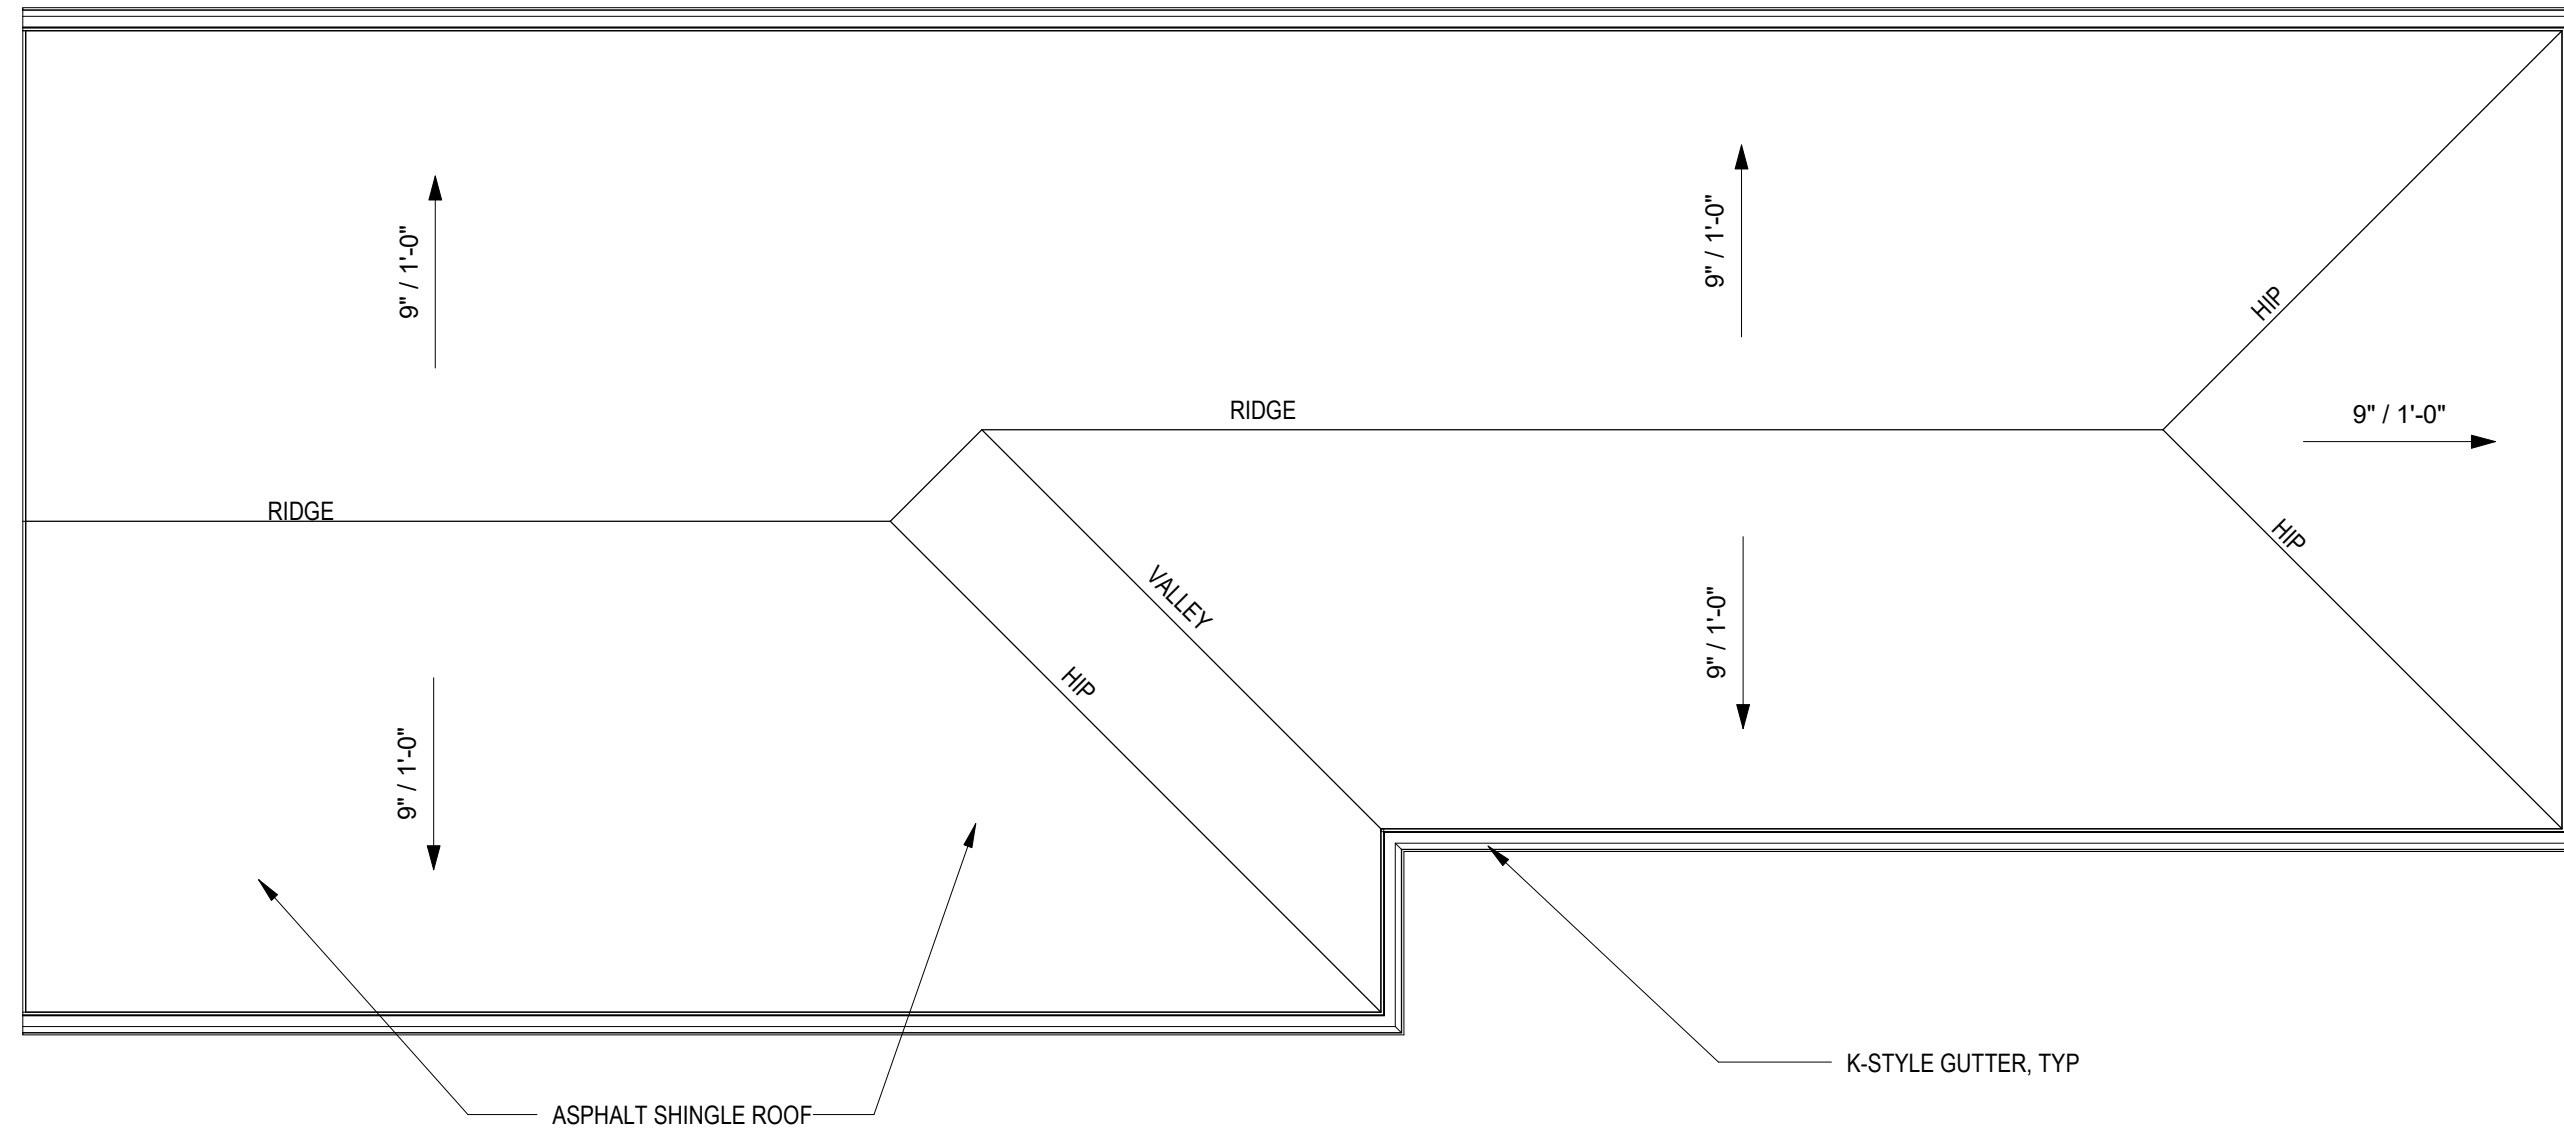 9" / 1'-0"
9" / 1'-0"
HIP
RIDGE
9" / 1'-0"
RIDGE
HIP
VALLEY
9" / 1'-0"
HIP
9" / 1'-0"
K-STYLE GUTTER, TYP
ASPHALT SHINGLE ROOF